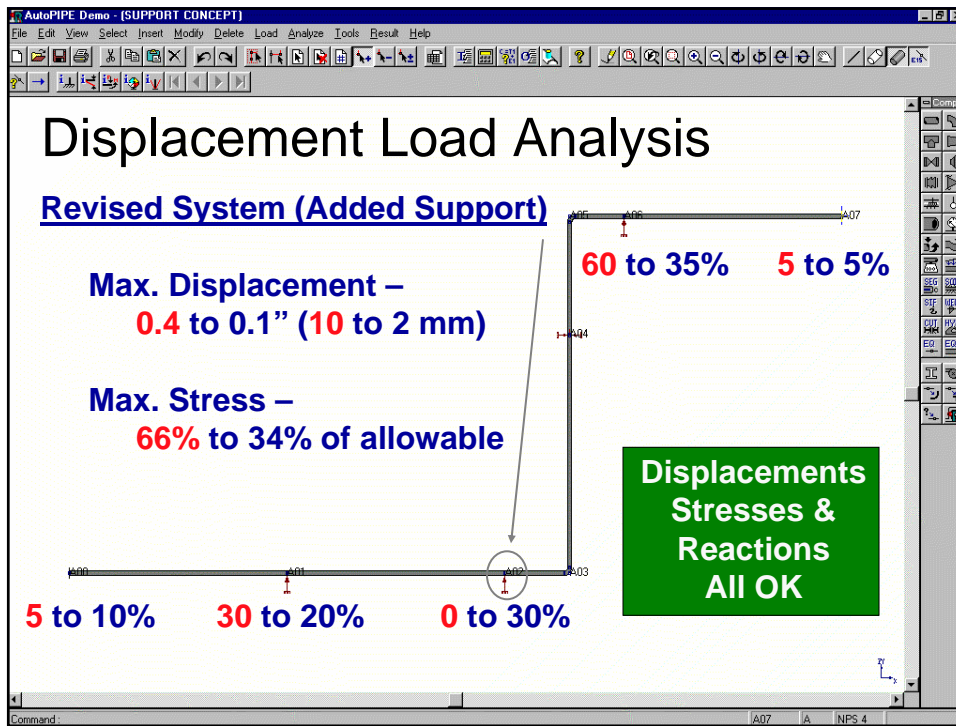 AutoPIPE Demo - (SUPPORT CONCEPT)
File Edit View Select Insert Modify Delete Load Analyze Tools Result Help
Displacement Load Analysis
Revised System (Added Support)
A05 A06 A07
60 to 35% 5 to 5%
Max. Displacement –
0.4 to 0.1” (10 to 2 mm)
A04
Max. Stress –
66% to 34% of allowable
Displacements
Stresses &
Reactions
All OK
A00 A01 A02 A03
5 to 10% 30 to 20% 0 to 30%
Command :
A07 A NPS 4